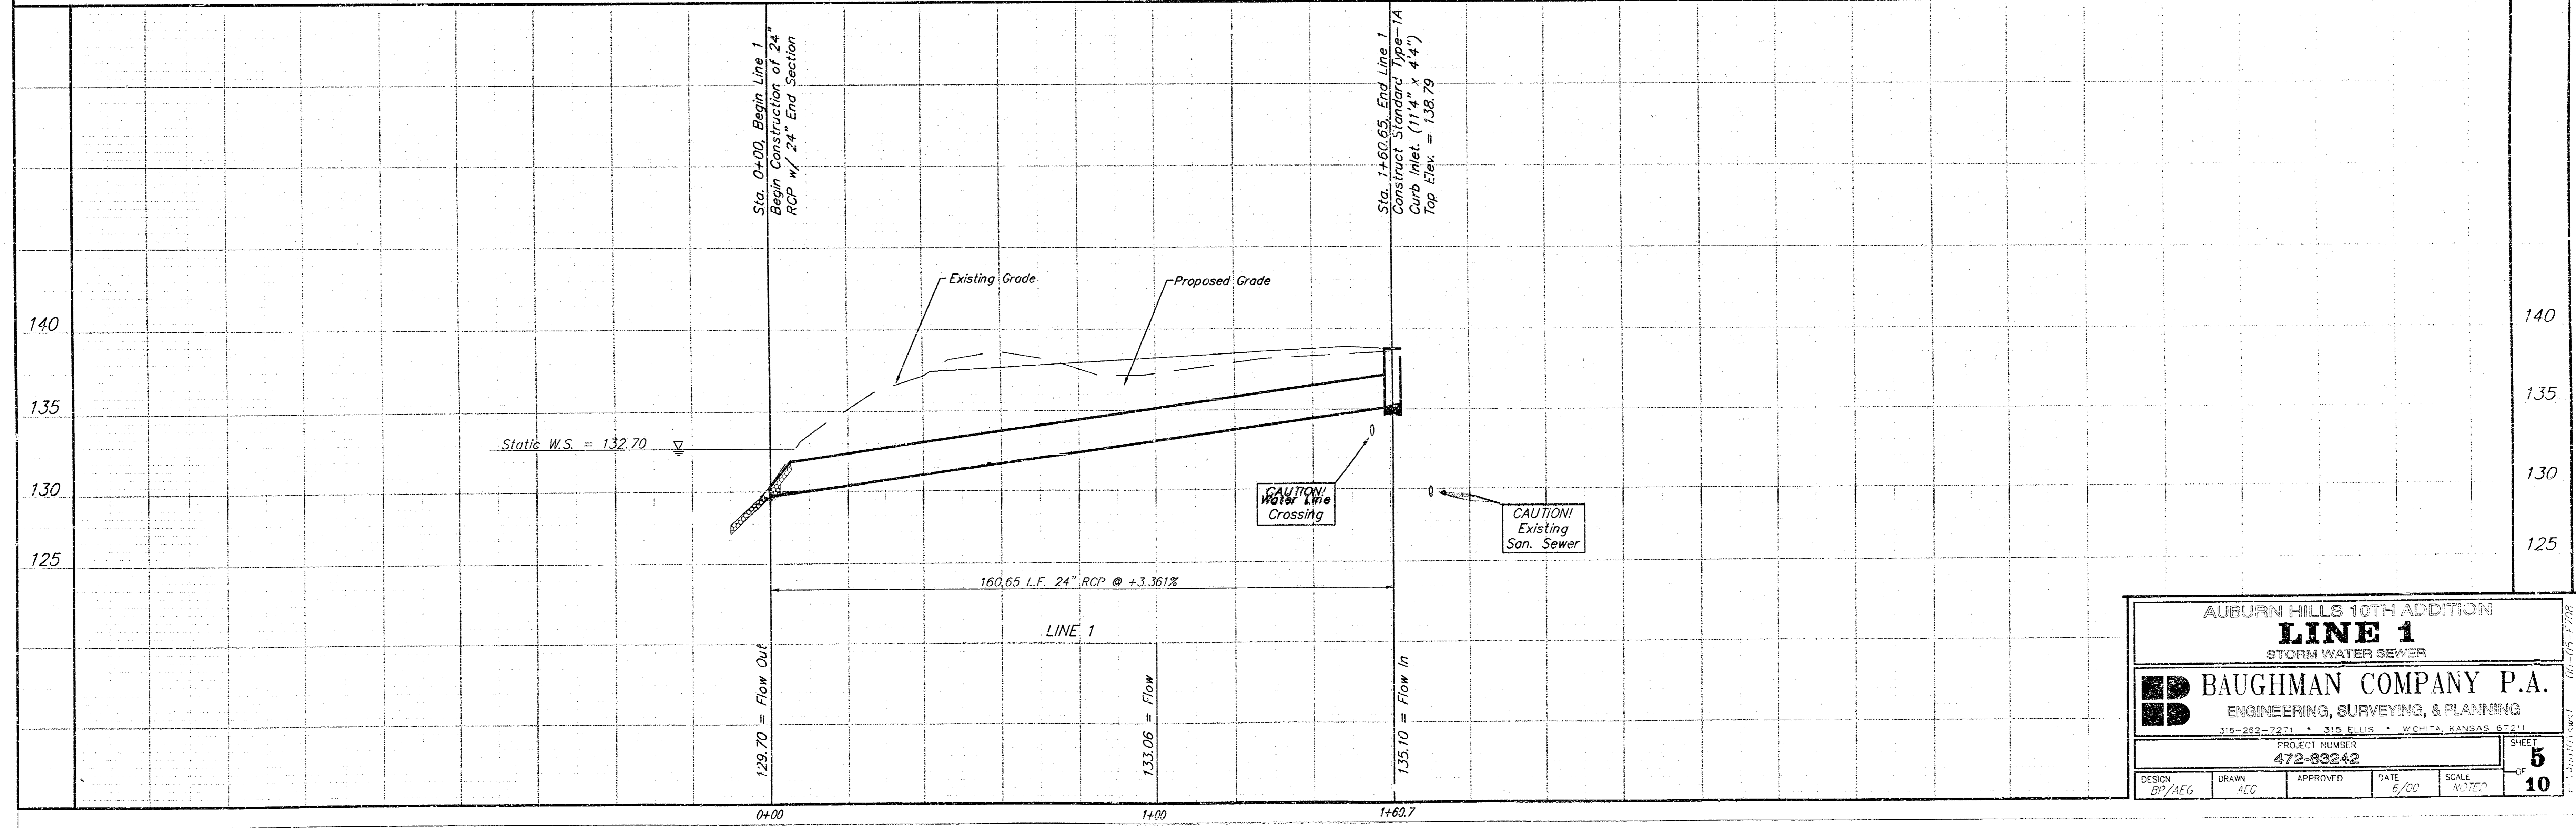 Sta. 0+00, Begin Line 1
Begin Construction of 24"
RCP w/ 24" End Section
Sta. 1+60.65, End Line 1
Construct Standard Type-1A
Curb Inlet. (11'4" x 4'4")
Top Elev. = 138.79
Existing Grade
Proposed Grade
140
140
135
135
Static W.S. = 132.70
130
130
CAUTION!
Water Line
Crossing
CAUTION!
Existing
San. Sewer
125
125
160.65 L.F. 24" RCP @ +3.361%
LINE 1
129.70 = Flow Out
133.06 = Flow
135.10 = Flow In
0+00
1+00
1+60.7
AUBURN HILLS 10TH ADDITION
LINE 1
STORM WATER SEWER
BAUGHMAN COMPANY P.A.
ENGINEERING, SURVEYING, & PLANNING
316-262-7271 • 315 ELLIS • WICHITA, KANSAS 67211
PROJECT NUMBER
472-83242
SHEET
5
OF
10
DESIGN
BP/AEG
DRAWN
AEG
APPROVED
DATE
6/00
SCALE
NOTED